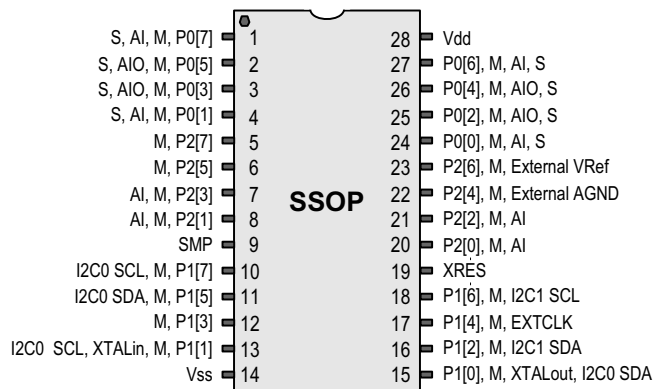 S, AI, M, P0[7] 1 28 Vdd
S, AIO, M, P0[5] 2 27 P0[6], M, AI, S
S, AIO, M, P0[3] 3 26 P0[4], M, AIO, S
S, AI, M, P0[1] 4 25 P0[2], M, AIO, S
M, P2[7] 5 24 P0[0], M, AI, S
M, P2[5] 6 23 P2[6], M, External VRef
AI, M, P2[3] 7 SSOP 22 P2[4], M, External AGND
AI, M, P2[1] 8 21 P2[2], M, AI
SMP 9 20 P2[0], M, AI
I2C0 SCL, M, P1[7] 10 19 XRES
I2C0 SDA, M, P1[5] 11 18 P1[6], M, I2C1 SCL
M, P1[3] 12 17 P1[4], M, EXTCLK
I2C0 SCL, XTALin, M, P1[1] 13 16 P1[2], M, I2C1 SDA
Vss 14 15 P1[0], M, XTALout, I2C0 SDA